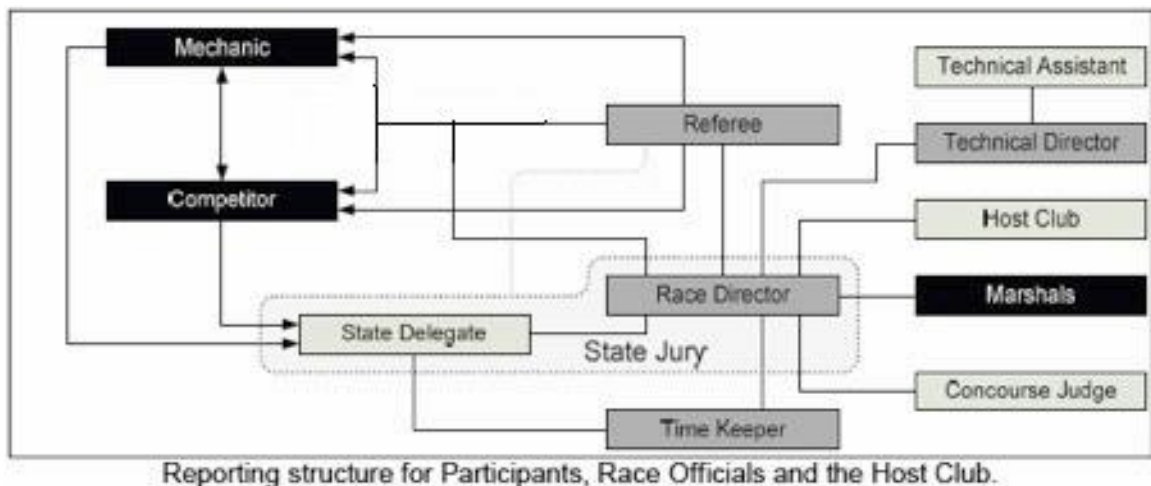 Mechanic
Technical Assistant
Referee
Technical Director
Competitor
Host Club
Race Director
Marshals
State Delegate
State Jury
Concourse Judge
Time Keeper
Reporting structure for Participants, Race Officials and the Host Club.